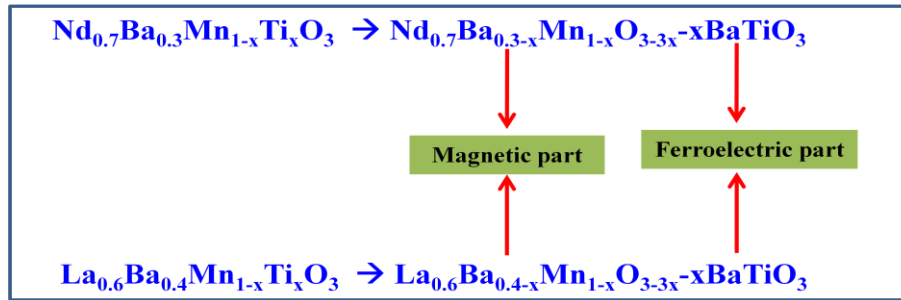 Nd₀.₇Ba₀.₃Mn₁₋ₓTiₓO₃ → Nd₀.₇Ba₀.₃₋ₓMn₁₋ₓO₃₋₃ₓ-xBaTiO₃
Magnetic part
Ferroelectric part
La₀.₆Ba₀.₄Mn₁₋ₓTiₓO₃ → La₀.₆Ba₀.₄₋ₓMn₁₋ₓO₃₋₃ₓ-xBaTiO₃